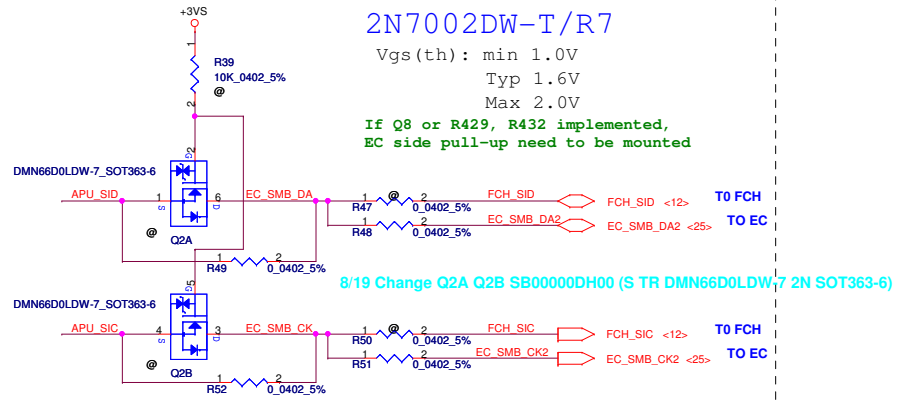 +3VS
2N7002DW-T/R7
Vgs(th): min 1.0V
Typ 1.6V
Max 2.0V
If Q8 or R429, R432 implemented,
EC side pull-up need to be mounted
1
R39
10K_0402_5%
@
2
DMN66D0LDW-7_SOT363-6
2
G
APU_SID
1
S
6
D
EC_SMB_DA
@
Q2A
1
@
2
FCH_SID
R47
0_0402_5%
FCH_SID <12>
T0 FCH
1
2
EC_SMB_DA2
R48
0_0402_5%
EC_SMB_DA2 <25>
TO EC
1
2
R49
0_0402_5%
8/19 Change Q2A Q2B SB00000DH00 (S TR DMN66D0LDW-7 2N SOT363-6)
DMN66D0LDW-7_SOT363-6
5
G
APU_SIC
4
S
3
D
EC_SMB_CK
@
Q2B
1
@
2
FCH_SIC
R50
0_0402_5%
FCH_SIC <12>
T0 FCH
1
2
EC_SMB_CK2
R51
0_0402_5%
EC_SMB_CK2 <25>
TO EC
1
2
R52
0_0402_5%